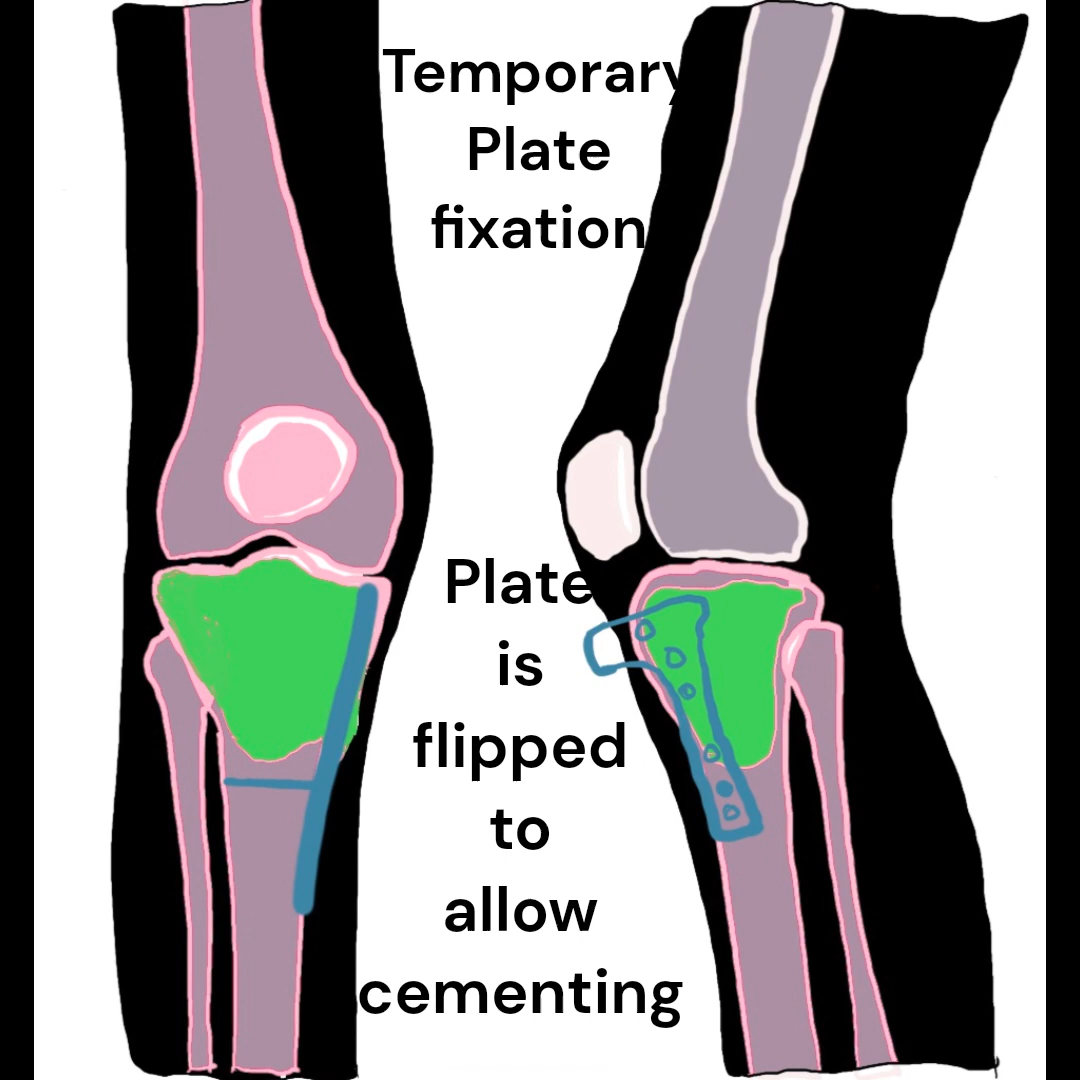 Temporary
Plate
fixation
Plate
is
flipped
to
allow
cementing